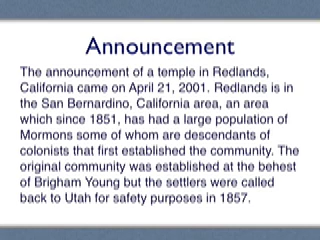 Announcement
The announcement of a temple in Redlands,
California came on April 21, 2001. Redlands is in
the San Bernardino, California area, an area
which since 1851, has had a large population of
Mormons some of whom are descendants of
colonists that first established the community. The
original community was established at the behest
of Brigham Young but the settlers were called
back to Utah for safety purposes in 1857.